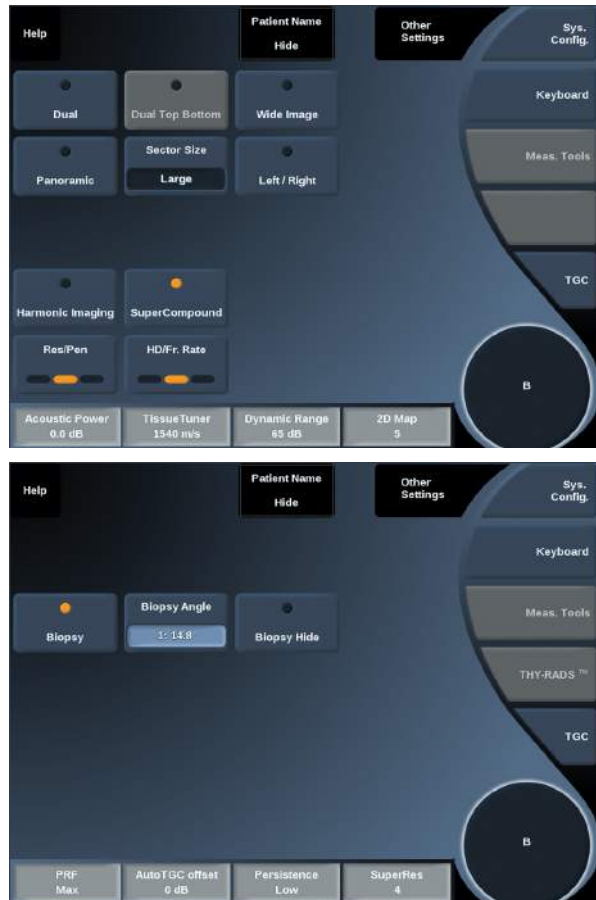 Help
Patient Name
Hide
Other
Settings
Sys.
Config.
Dual
Dual Top Bottom
Wide Image
Keyboard
Panoramic
Sector Size
Large
Left / Right
Meas. Tools
TGC
Harmonic Imaging
SuperCompound
Res/Pen
HD/Fr. Rate
B
Acoustic Power
0.0 dB
TissueTuner
1540 m/s
Dynamic Range
65 dB
2D Map
5
Help
Patient Name
Hide
Other
Settings
Sys.
Config.
Keyboard
Biopsy
Biopsy Angle
1: 14.8
Biopsy Hide
Meas. Tools
THY-RADS ™
TGC
B
PRF
Max
AutoTGC offset
0 dB
Persistence
Low
SuperRes
4